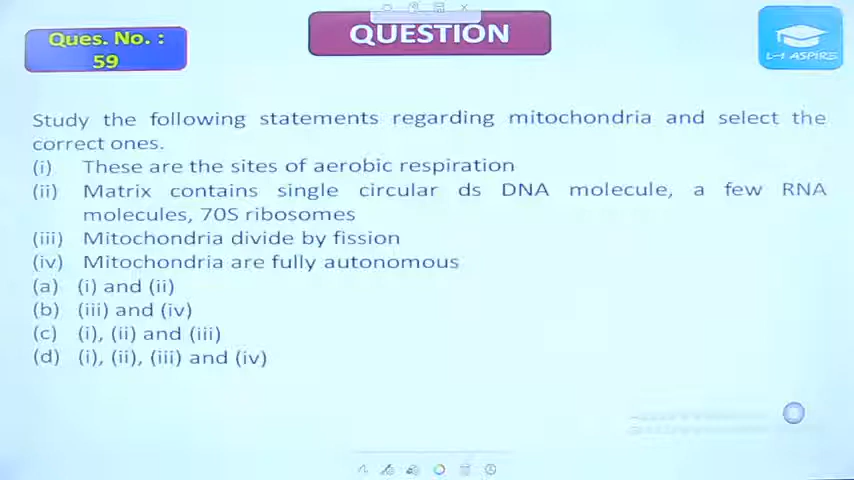 Ques. No. :
59
QUESTION
L-1 ASPIRE
Study the following statements regarding mitochondria and select the
correct ones.
(i) These are the sites of aerobic respiration
(ii) Matrix contains single circular ds DNA molecule, a few RNA
molecules, 70S ribosomes
(iii) Mitochondria divide by fission
(iv) Mitochondria are fully autonomous
(a) (i) and (ii)
(b) (iii) and (iv)
(c) (i), (ii) and (iii)
(d) (i), (ii), (iii) and (iv)